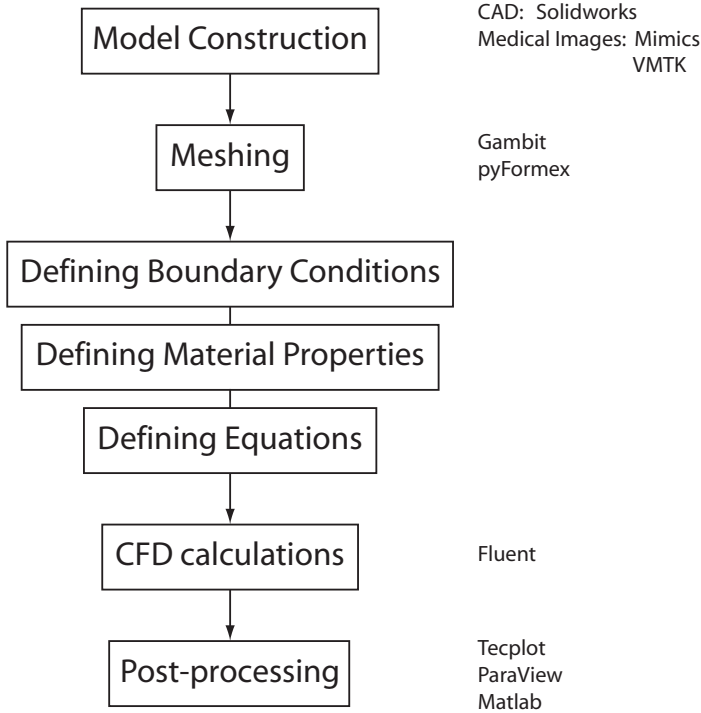 Model Construction
CAD: Solidworks
Medical Images: Mimics
VMTK
Meshing
Gambit
pyFormex
Defining Boundary Conditions
Defining Material Properties
Defining Equations
CFD calculations
Fluent
Post-processing
Tecplot
ParaView
Matlab